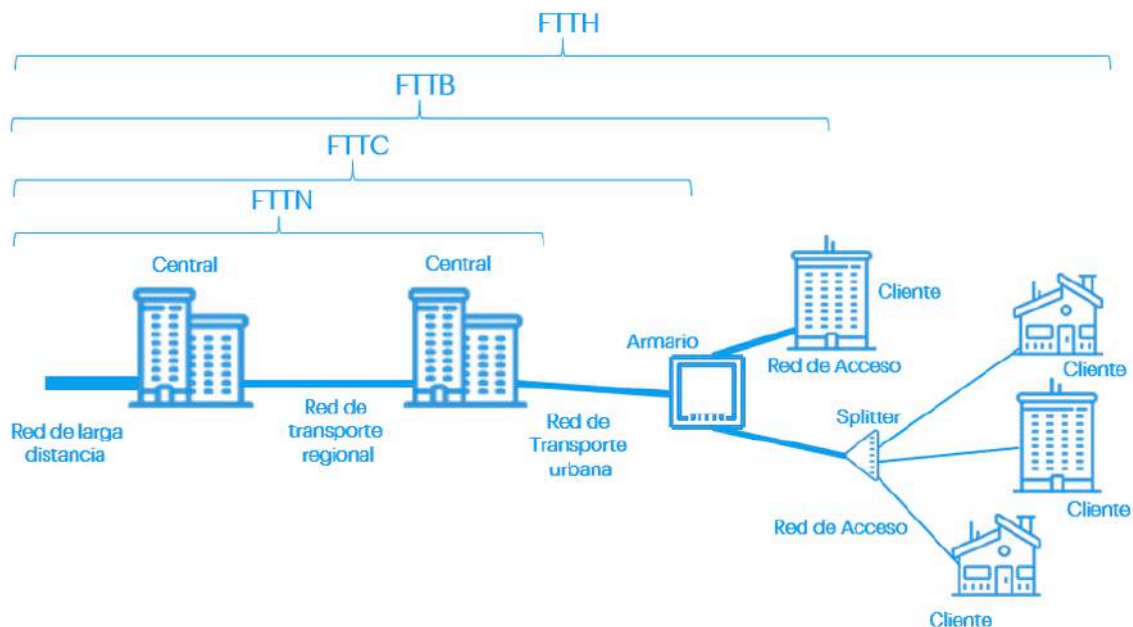 FTTH
FTTB
FTTC
FTTN
Central
Central
Cliente
Armario
Red de Acceso
Cliente
Red de larga
distancia
Red de
transporte
regional
Red de
Transporte
urbana
Splitter
Cliente
Red de Acceso
Cliente